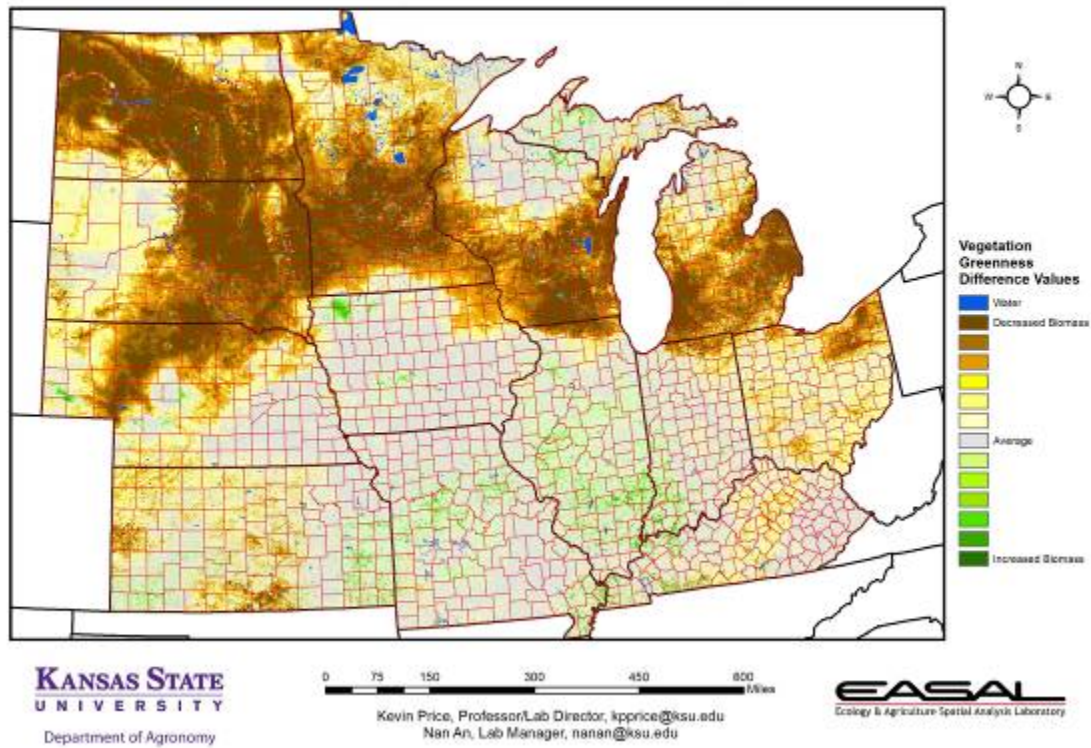 N
W E
S
Vegetation
Greenness
Difference Values
Water
Decreased Biomass
Average
Increased Biomass
KANSAS STATE
UNIVERSITY
Department of Agronomy
0 75 150 300 450 600
Miles
Kevin Price, Professor/Lab Director, kpprice@ksu.edu
Nan An, Lab Manager, nanan@ksu.edu
EASAL
Ecology & Agriculture Spatial Analysis Laboratory